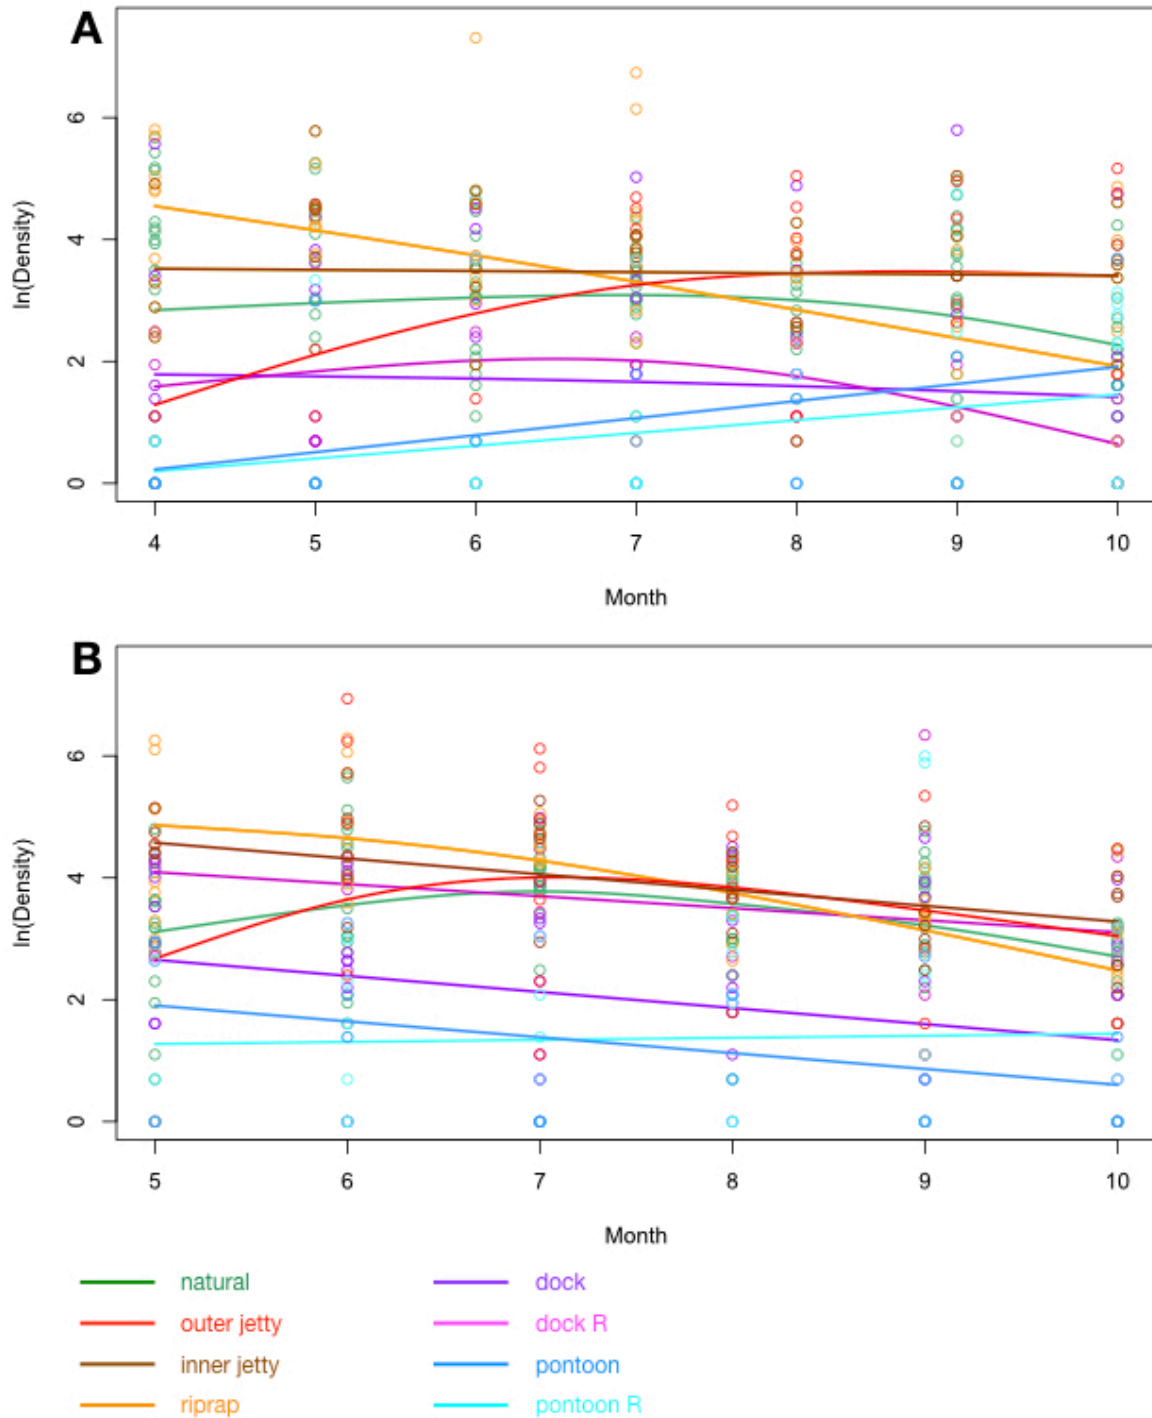 A
ln(Density)
6
4
2
0
4 5 6 7 8 9 10
Month
B
ln(Density)
6
4
2
0
5 6 7 8 9 10
Month
natural dock
outer jetty dock R
inner jetty pontoon
riprap pontoon R